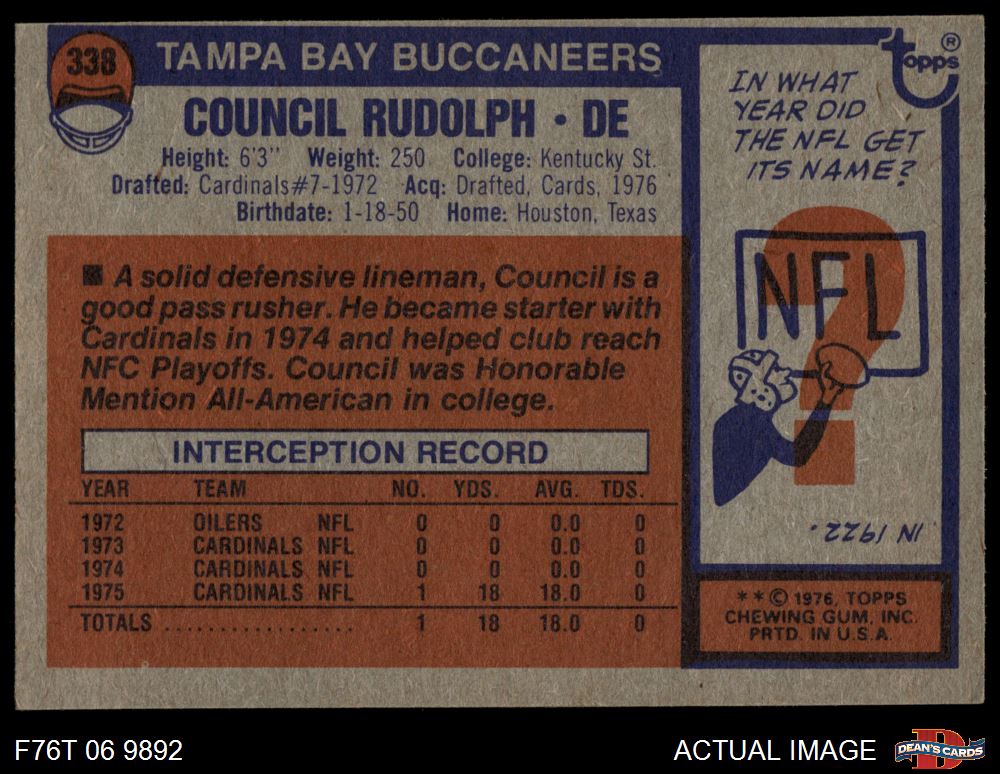 338
TAMPA BAY BUCCANEERS
COUNCIL RUDOLPH • DE
Height: 6'3" Weight: 250 College: Kentucky St.
Drafted: Cardinals#7-1972 Acq: Drafted, Cards, 1976
Birthdate: 1-18-50 Home: Houston, Texas
■ A solid defensive lineman, Council is a
good pass rusher. He became starter with
Cardinals in 1974 and helped club reach
NFC Playoffs. Council was Honorable
Mention All-American in college.
INTERCEPTION RECORD
YEAR TEAM NO. YDS. AVG. TDS.
1972 OILERS NFL 0 0 0.0 0
1973 CARDINALS NFL 0 0 0.0 0
1974 CARDINALS NFL 0 0 0.0 0
1975 CARDINALS NFL 1 18 18.0 0
TOTALS ................. 1 18 18.0 0
topps ®
IN WHAT
YEAR DID
THE NFL GET
ITS NAME?
?
NFL
IN 1922.
* * © 1976, TOPPS
CHEWING GUM, INC.
PRTD. IN U.S.A.
F76T 06 9892
ACTUAL IMAGE
D
DEAN'S CARDS